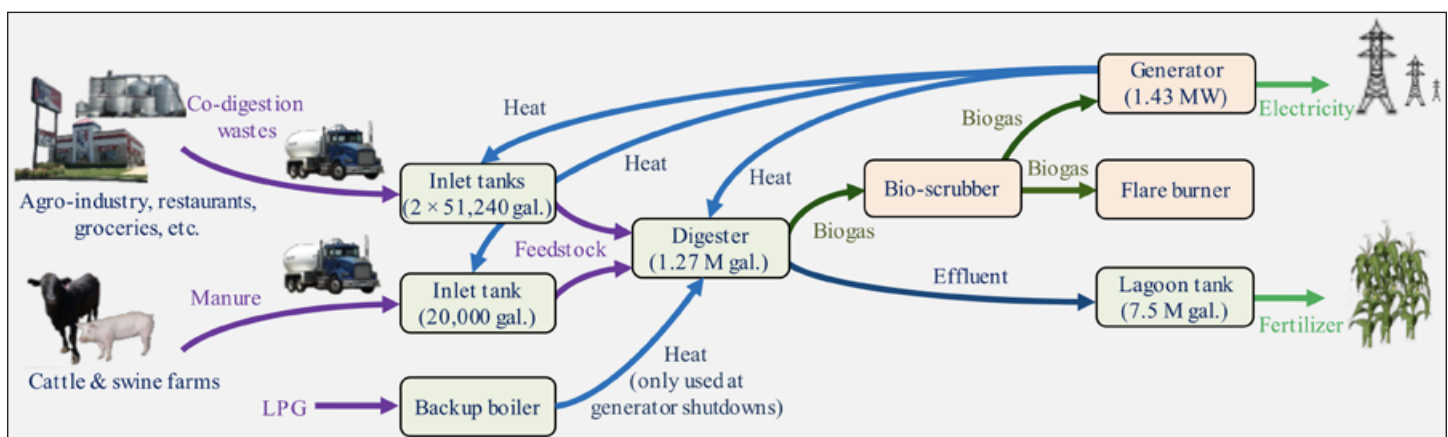 Co-digestion
wastes
Agro-industry, restaurants,
groceries, etc.
Manure
Cattle & swine farms
LPG
Inlet tanks
(2 × 51,240 gal.)
Inlet tank
(20,000 gal.)
Backup boiler
Heat
Heat
Heat
Feedstock
Digester
(1.27 M gal.)
Heat
(only used at
generator shutdowns)
Biogas
Bio-scrubber
Biogas
Biogas
Effluent
Generator
(1.43 MW)
Flare burner
Lagoon tank
(7.5 M gal.)
Electricity
Fertilizer